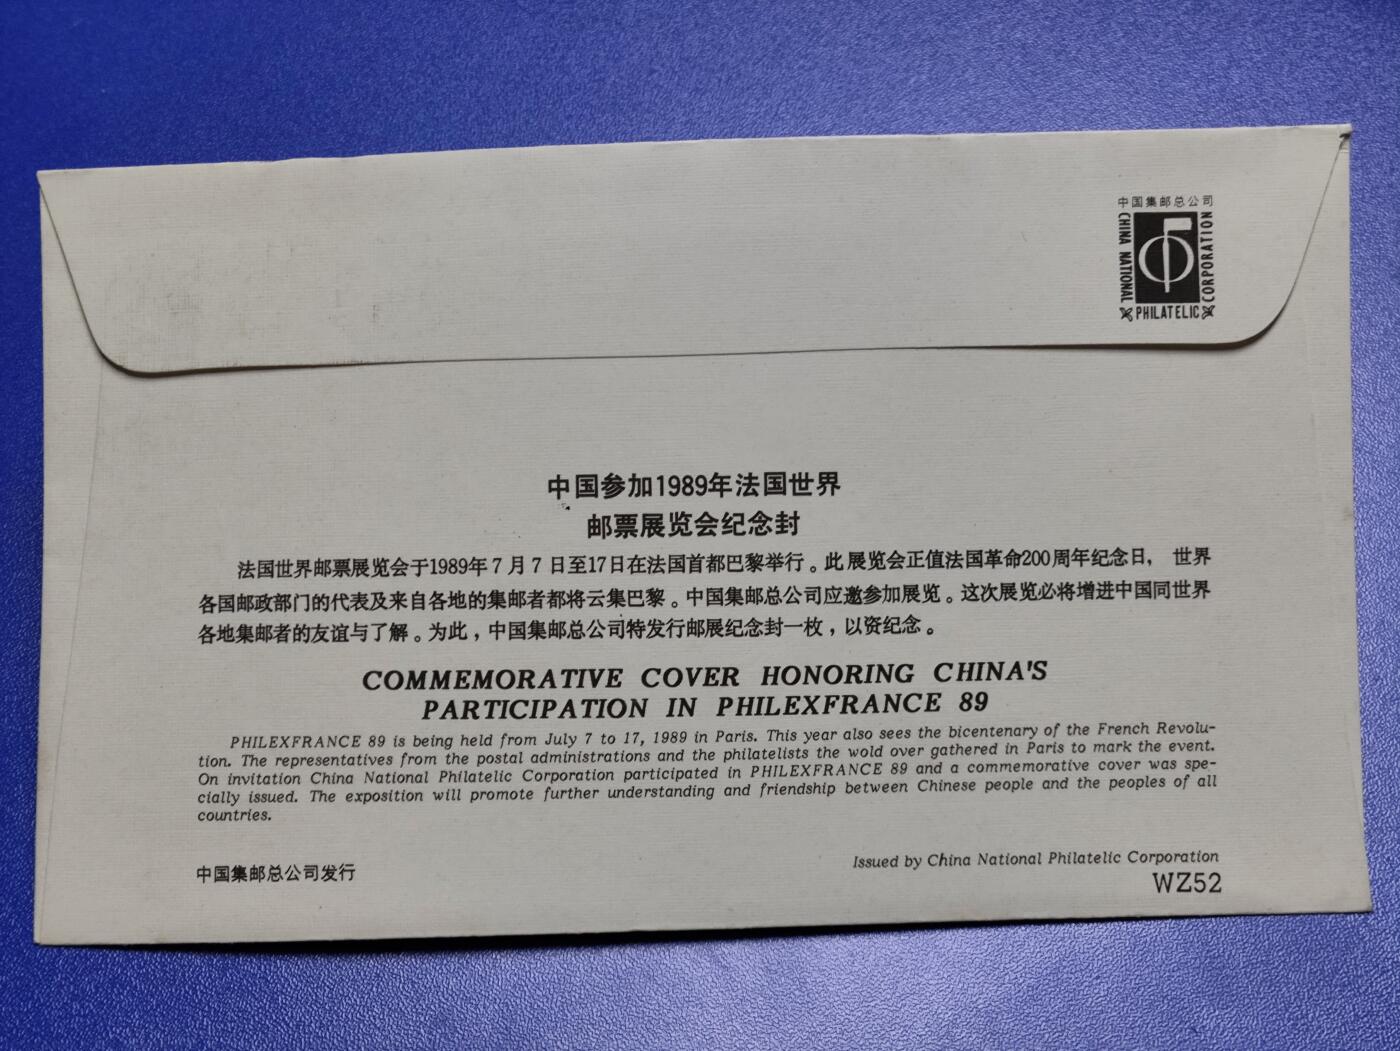 中国集邮总公司
CHINA NATIONAL
PHILATELIC
CORPORATION
中国参加1989年法国世界
邮票展览会纪念封
法国世界邮票展览会于1989年7月7日至17日在法国首都巴黎举行。此展览会正值法国革命200周年纪念日, 世界
各国邮政部门的代表及来自各地的集邮者都将云集巴黎。中国集邮总公司应邀参加展览。这次展览必将增进中国同世界
各地集邮者的友谊与了解。为此,中国集邮总公司特发行邮展纪念封一枚,以资纪念。
COMMEMORATIVE COVER HONORING CHINA'S
PARTICIPATION IN PHILEXFRANCE 89
PHILEXFRANCE 89 is being held from July 7 to 17, 1989 in Paris. This year also sees the bicentenary of the French Revolu-
tion. The representatives from the postal administrations and the philatelists the wold over gathered in Paris to mark the event.
On invitation China National Philatelic Corporation participated in PHILEXFRANCE 89 and a commemorative cover was spe-
cially issued. The exposition will promote further understanding and friendship between Chinese people and the peoples of all
countries.
中国集邮总公司发行
Issued by China National Philatelic Corporation
WZ52